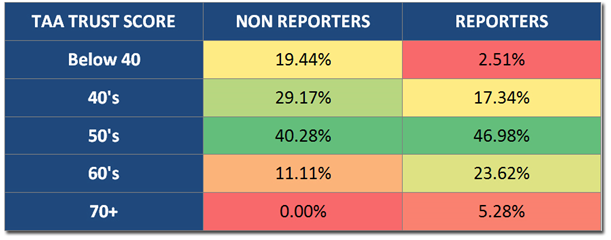 TAA TRUST SCORE NON REPORTERS REPORTERS
Below 40 19.44% 2.51%
40's 29.17% 17.34%
50's 40.28% 46.98%
60's 11.11% 23.62%
70+ 0.00% 5.28%